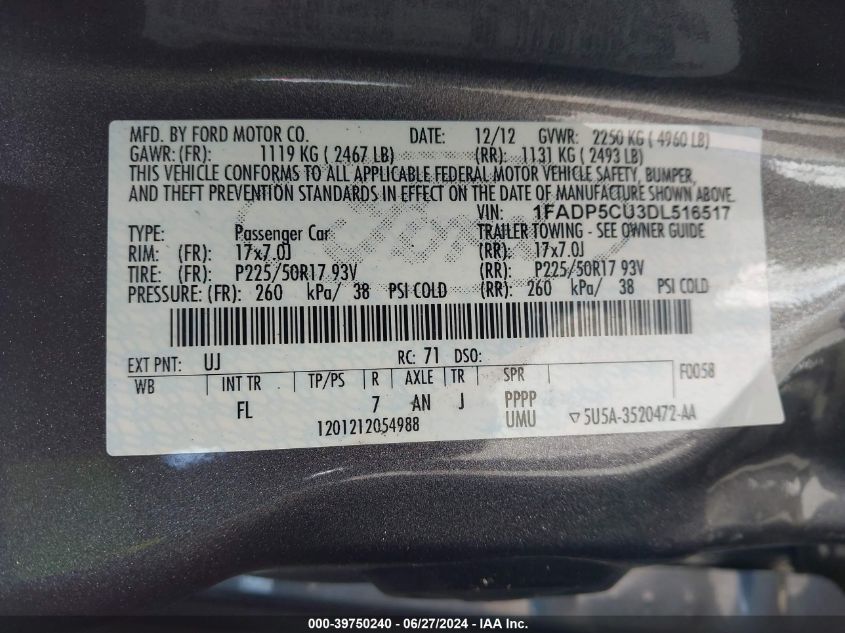 MFD. BY FORD MOTOR CO. DATE: 12/12 GVWR: 2250 KG ( 4960 LB)
GAWR: (FR): 1119 KG ( 2467 LB) (RR): 1131 KG ( 2493 LB)
THIS VEHICLE CONFORMS TO ALL APPLICABLE FEDERAL MOTOR VEHICLE SAFETY, BUMPER,
AND THEFT PREVENTION STANDARDS IN EFFECT ON THE DATE OF MANUFACTURE SHOWN ABOVE.
VIN: 1FADP5CU3DL516517
TYPE: Passenger Car TRAILER TOWING - SEE OWNER GUIDE
RIM: (FR): 17x7.0J (RR): 17x7.0J
TIRE: (FR): P225/50R17 93V (RR): P225/50R17 93V
PRESSURE: (FR): 260 kPa/ 38 PSI COLD (RR): 260 kPa/ 38 PSI COLD
EXT PNT: UJ RC: 71 DSO:
WB INT TR TP/PS R AXLE TR SPR F0058
FL 7 AN J PPPP
1201212054988 UMU ▽5U5A-3520472-AA
000-39750240 - 06/27/2024 - IAA Inc.